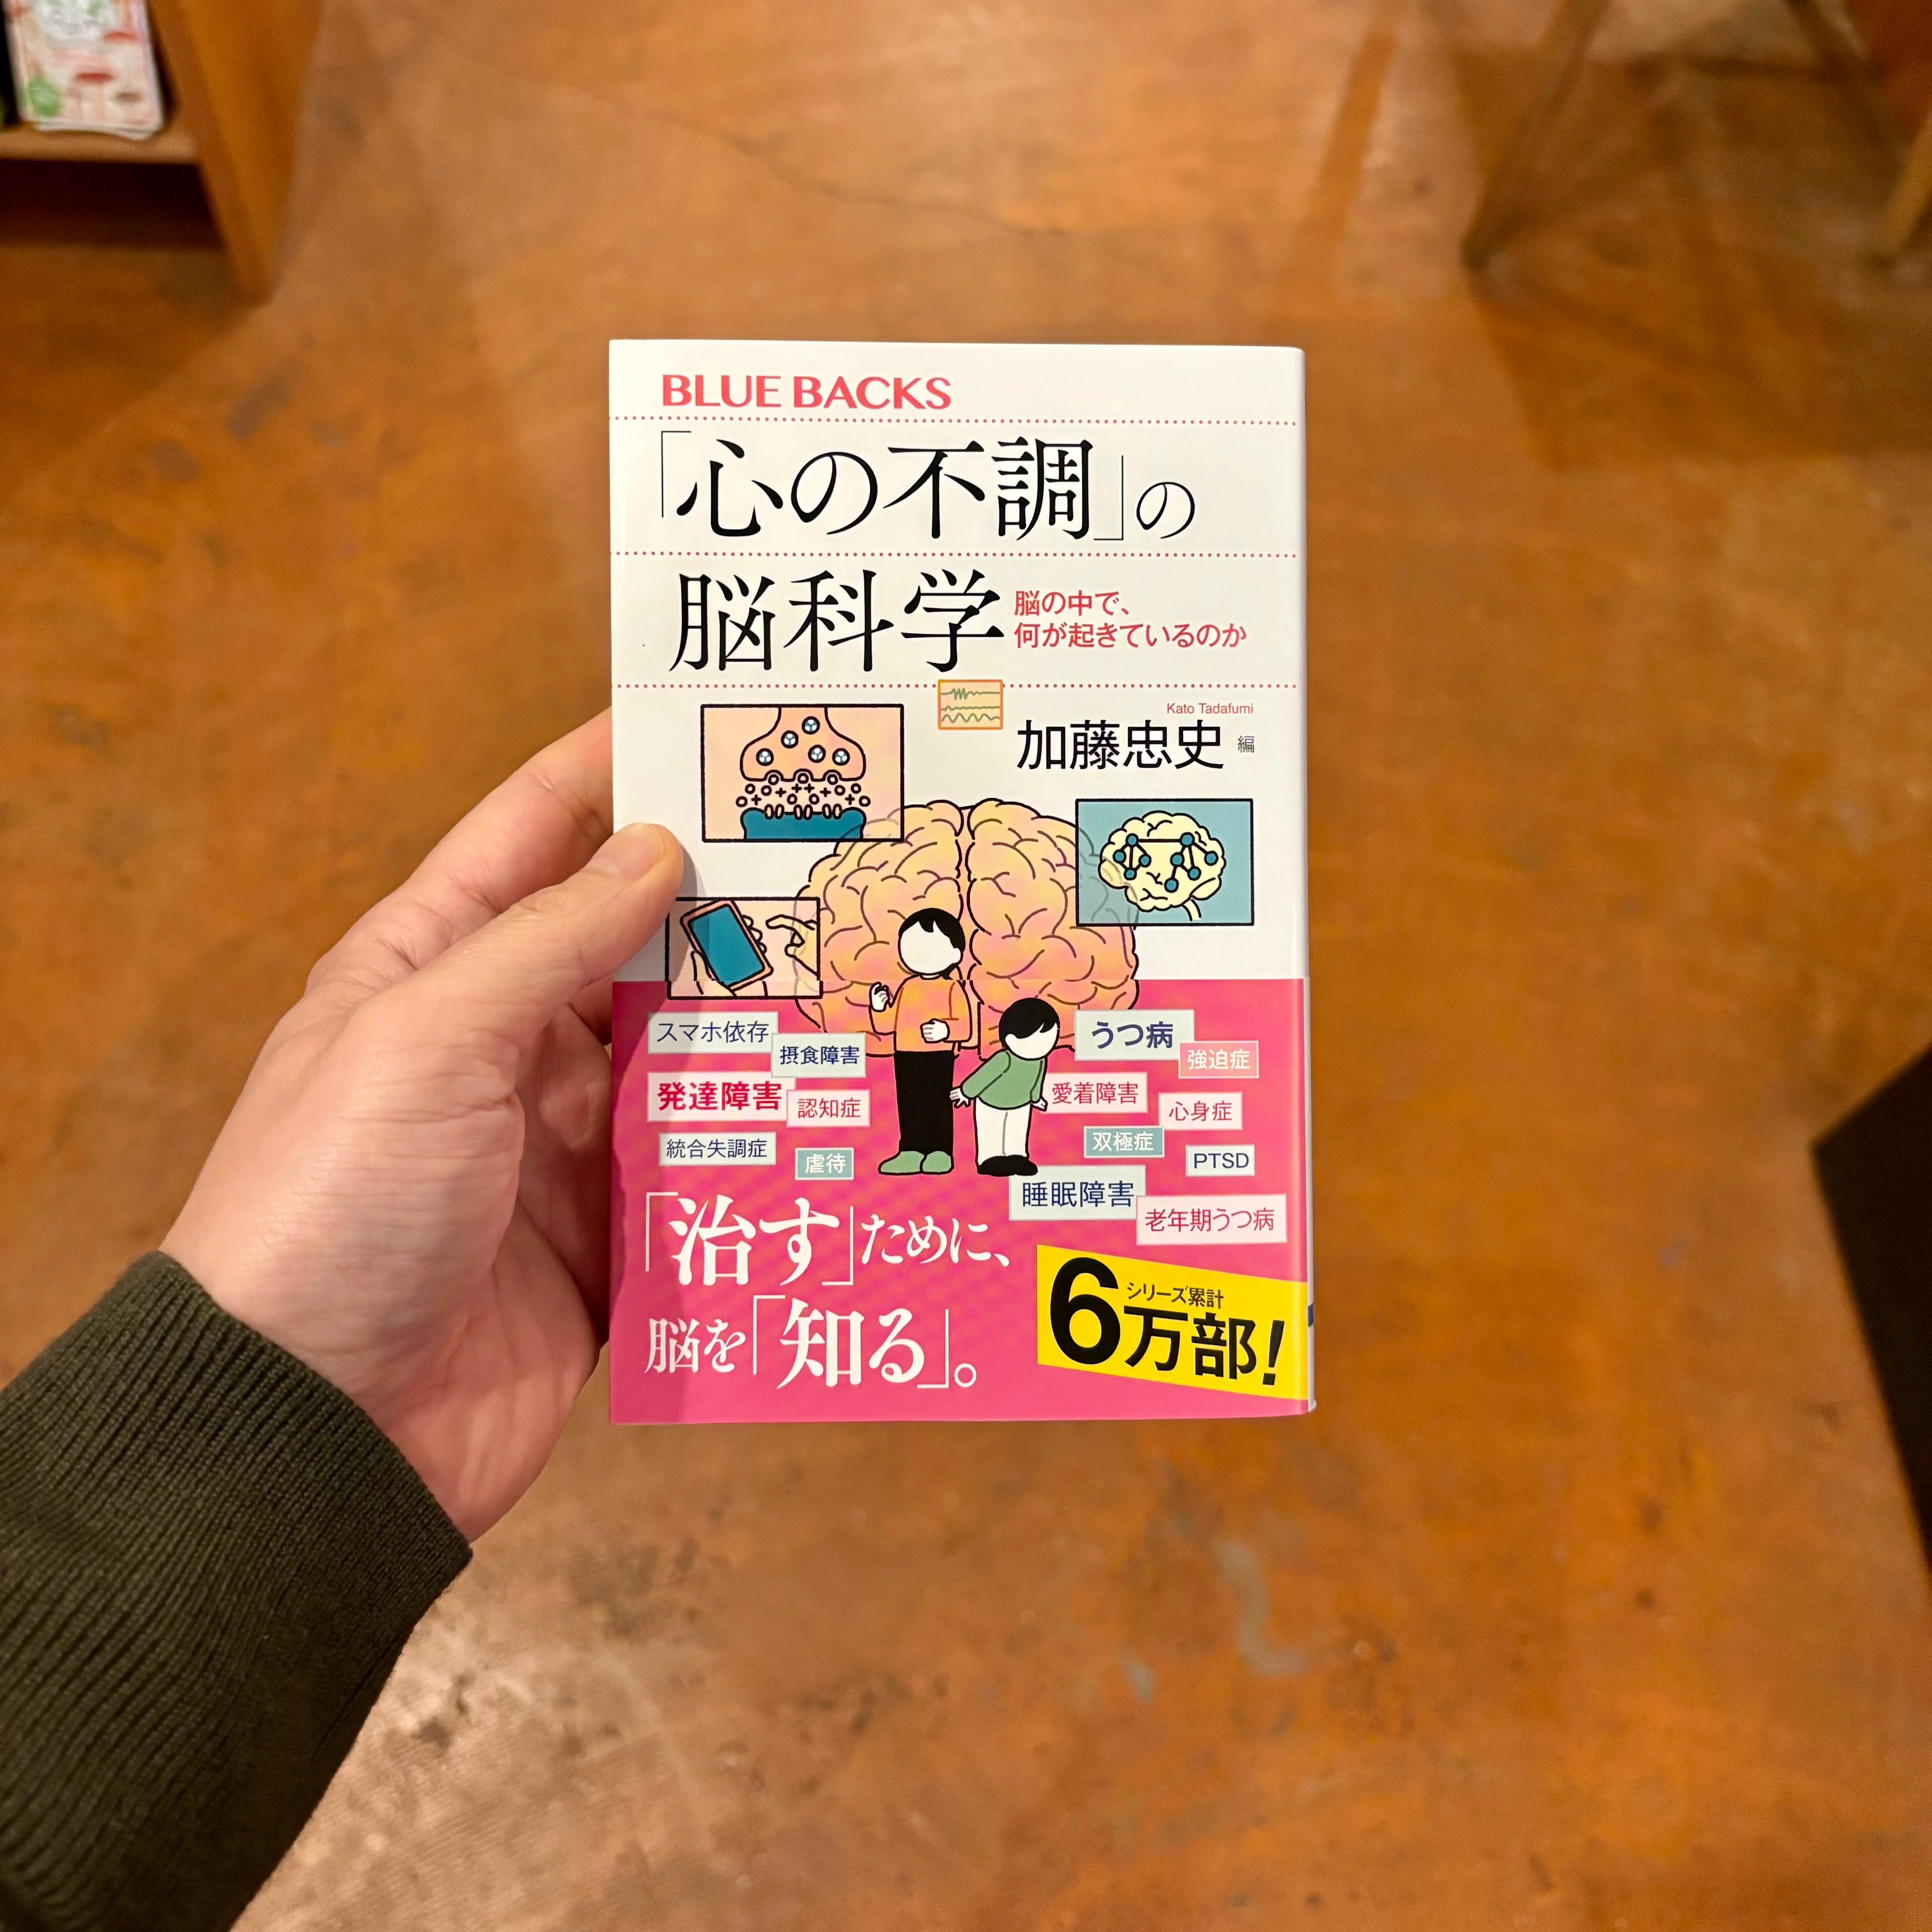 BLUE BACKS
「心の不調」の
脳科学
脳の中で、
何が起きているのか
Kato Tadafumi
加藤忠史 編
スマホ依存
摂食障害
発達障害
認知症
統合失調症
虐待
うつ病
強迫症
愛着障害
心身症
双極症
PTSD
睡眠障害
老年期うつ病
「治す」ために、
脳を「知る」。
シリーズ累計
6万部!